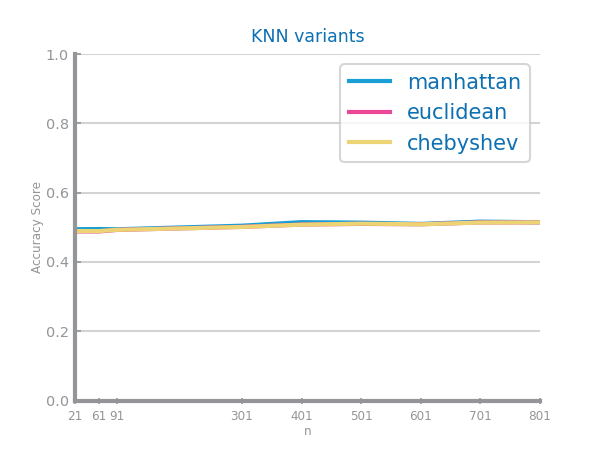 KNN variants
1.0
manhattan
euclidean
chebyshev
0.8
0.6
0.4
0.2
0.0
Accuracy Score
21 61 91 301 401 501 601 701 801
n